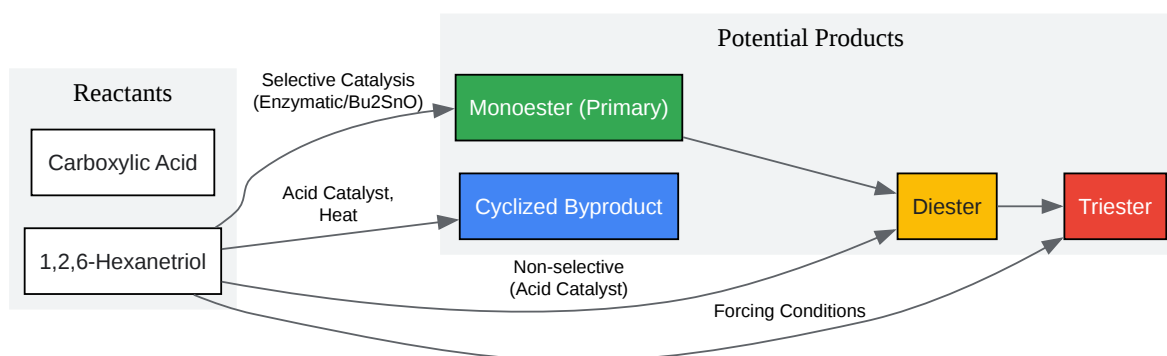 Potential Products
Reactants
Selective Catalysis
(Enzymatic/Bu2SnO)
Monoester (Primary)
Carboxylic Acid
Acid Catalyst,
Heat
Cyclized Byproduct
Diester
Triester
1,2,6-Hexanetriol
Non-selective
(Acid Catalyst)
Forcing Conditions